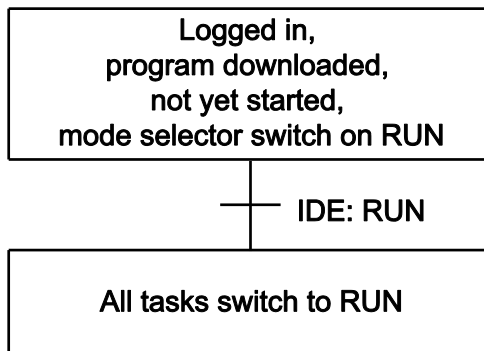 Logged in,
program downloaded,
not yet started,
mode selector switch on RUN
IDE: RUN
All tasks switch to RUN